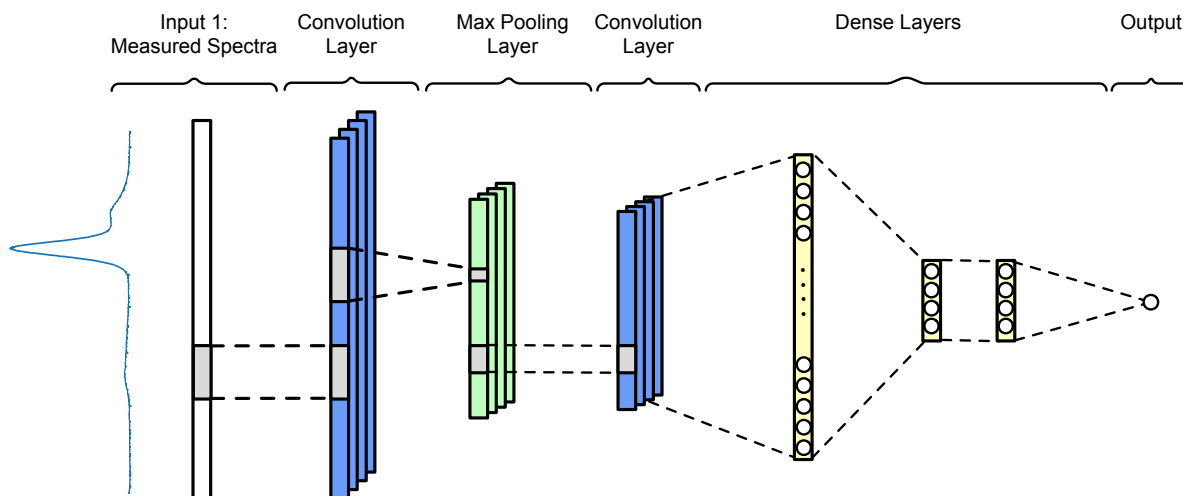 Input 1:
Measured Spectra
Convolution
Layer
Max Pooling
Layer
Convolution
Layer
Dense Layers
Output